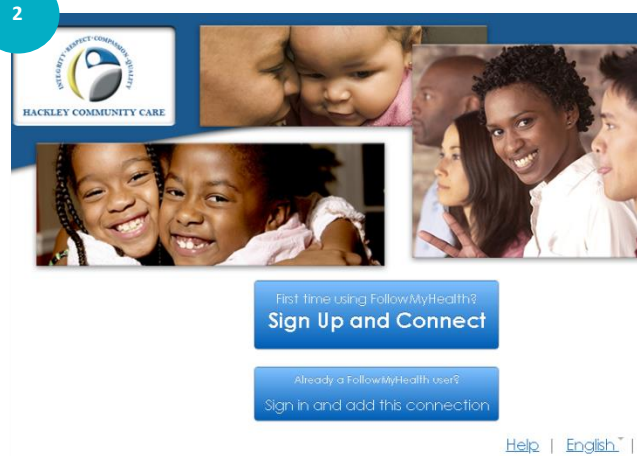 2
INTEGRITY·RESPECT·COMPASSION·QUALITY
HACKLEY COMMUNITY CARE
First time using FollowMyHealth?
Sign Up and Connect
Already a FollowMyHealth user?
Sign in and add this connection
Help | English |